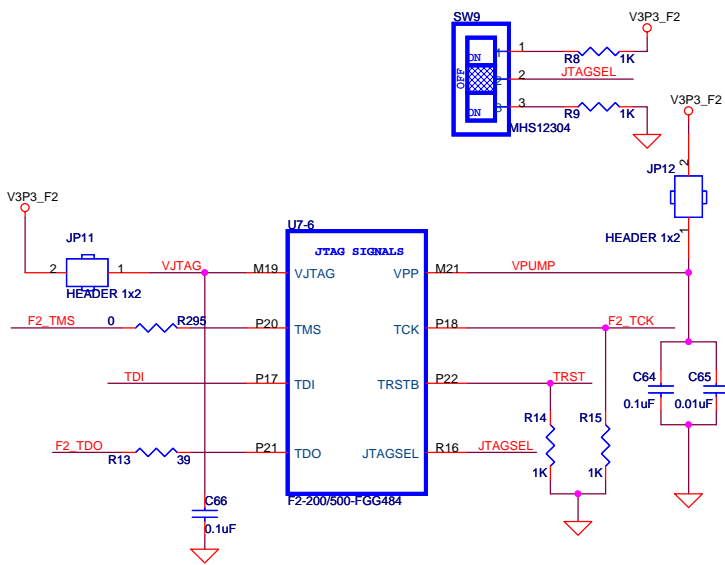 SW9
V3P3_F2
ON 1 1 R8 1K
OFF 2 2 JTAGSEL
ON 3 3 R9 1K
MHS12304
V3P3_F2
JP12
2
1
HEADER 1x2
V3P3_F2
JP11
2 1 VJTAG
HEADER 1x2
U7-6
JTAG SIGNALS
M19 VJTAG VPP M21 VPUMP
F2_TMS 0 R295 P20 TMS TCK P18 F2_TCK
TDI P17 TDI TRSTB P22 TRST
F2_TDO R13 39 P21 TDO JTAGSEL R16 JTAGSEL
F2-200/500-FGG484
R14
1K
R15
1K
C64
0.1uF
C65
0.01uF
C66
0.1uF